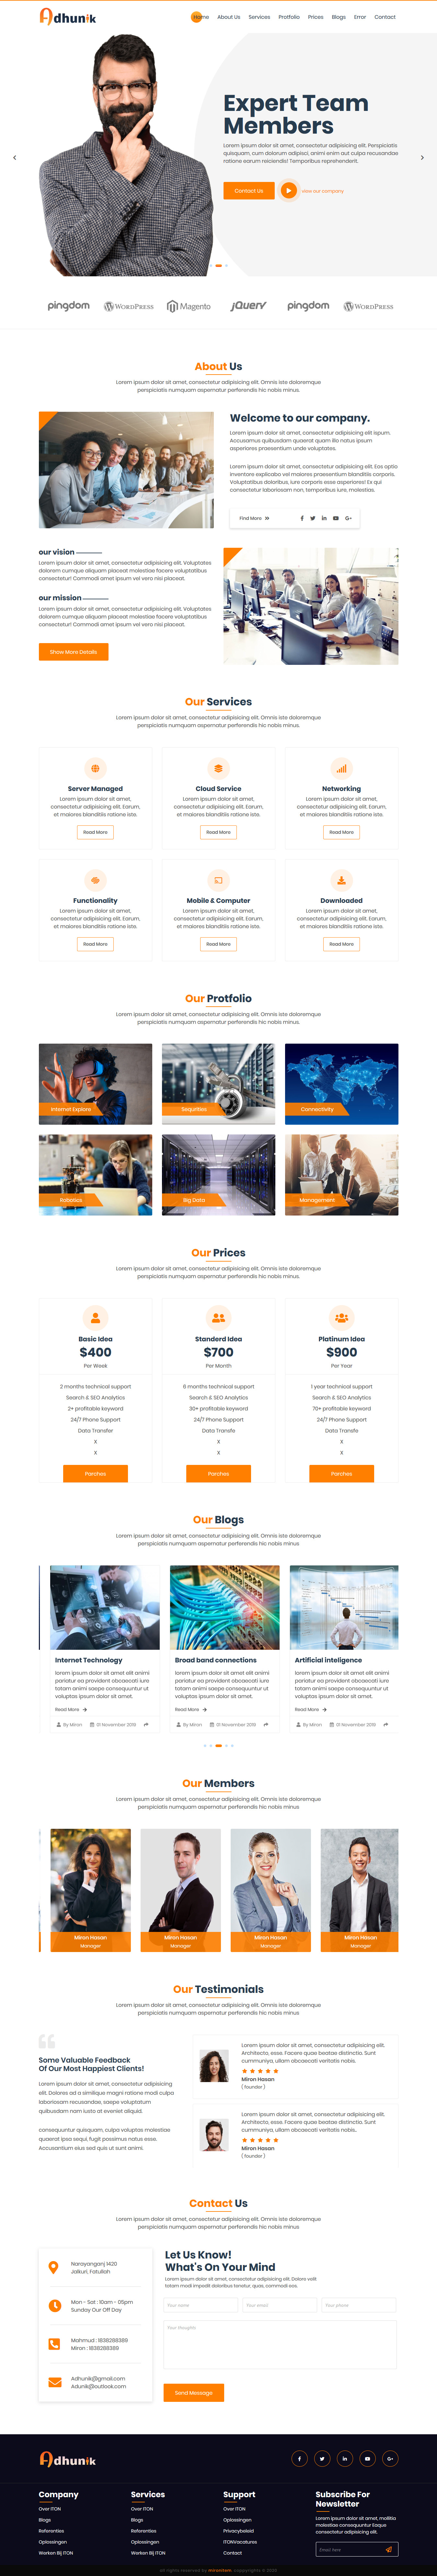 Adhunik
Home About Us Services Protfolio Prices Blogs Error Contact
Expert Team
Members
Lorem ipsum dolor sit amet, consectetur adipisicing elit. Perspiciatis
quisquam, cum dolorum adipisci, animi enim aut culpa recusandae
ratione earum reiciendis! Temporibus reprehenderit.
Contact us
view our company
pingdom WORDPRESS Magento jQuery pingdom WORDPRESS
About Us
Lorem ipsum dolor sit amet, consectetur adipisicing elit. Omnis iste doloremque
perspiciatis numquam aspernatur perferendis hic nobis minus.
Welcome to our company.
Lorem ipsum dolor sit amet, consectetur adipisicing elit ispum.
Accusamus quibusdam quaerat quam illo natus ipsum
asperiores praesentium unde voluptates.
Lorem ipsum dolor sit amet, consectetur adipisicing elit. Eos optio
inventore explicabo vel maiores praesentium blanditiis corporis.
Voluptatibus doloribus, iure corporis esse asperiores! Ex qui
consectetur laboriosam non, temporibus iure, molestias.
Find More
our vision
Lorem ipsum dolor sit amet, consectetur adipisicing elit. Voluptates
dolorum cumque aliquam placeat molestiae facere voluptatibus
consectetur! Commodi amet ipsum vel vero nisi placeat.
our mission
Lorem ipsum dolor sit amet, consectetur adipisicing elit. Voluptates
dolorum cumque aliquam placeat molestiae facere voluptatibus
consectetur! Commodi amet ipsum vel vero nisi placeat.
Show More Details
Our Services
Lorem ipsum dolor sit amet, consectetur adipisicing elit. Omnis iste doloremque
perspiciatis numquam aspernatur perferendis hic nobis minus.
Server Managed
Lorem ipsum dolor sit amet,
consectetur adipisicing elit. Earum,
et maiores blanditiis ratione iste.
Read More
Cloud Service
Lorem ipsum dolor sit amet,
consectetur adipisicing elit. Earum,
et maiores blanditiis ratione iste.
Read More
Networking
Lorem ipsum dolor sit amet,
consectetur adipisicing elit. Earum,
et maiores blanditiis ratione iste.
Read More
Functionality
Lorem ipsum dolor sit amet,
consectetur adipisicing elit. Earum,
et maiores blanditiis ratione iste.
Read More
Mobile & Computer
Lorem ipsum dolor sit amet,
consectetur adipisicing elit. Earum,
et maiores blanditiis ratione iste.
Read More
Downloaded
Lorem ipsum dolor sit amet,
consectetur adipisicing elit. Earum,
et maiores blanditiis ratione iste.
Read More
Our Protfolio
Lorem ipsum dolor sit amet, consectetur adipisicing elit. Omnis iste doloremque
perspiciatis numquam aspernatur perferendis hic nobis minus.
Internet Explore
Sequrities
Connectivity
Robotics
Big Data
Management
Our Prices
Lorem ipsum dolor sit amet, consectetur adipisicing elit. Omnis iste doloremque
perspiciatis numquam aspernatur perferendis hic nobis minus.
Basic Idea
$400
Per Week
2 months technical support
Search & SEO Analytics
2+ profitable keyword
24/7 Phone Support
Data Transfer
X
X
Parches
Standerd Idea
$700
Per Month
6 months technical support
Search & SEO Analytics
30+ profitable keyword
24/7 Phone Support
Data Transfe
X
X
Parches
Platinum Idea
$900
Per Year
1 year technical support
Search & SEO Analytics
70+ profitable keyword
24/7 Phone Support
Data Transfe
X
X
Parches
Our Blogs
Lorem ipsum dolor sit amet, consectetur adipisicing elit. Omnis iste doloremque
perspiciatis numquam aspernatur perferendis hic nobis minus
Internet Technology
lorem ipsum dolor sit amet elit animi
pariatur ea provident obcaecati iure
totam animi saepe consequuntur ut
voluptas ipsum dolor sit amet.
Read More
By Miron 01 November 2019
Broad band connections
lorem ipsum dolor sit amet elit animi
pariatur ea provident obcaecati iure
totam animi saepe consequuntur ut
voluptas ipsum dolor sit amet.
Read More
By Miron 01 November 2019
Artificial inteligence
lorem ipsum dolor sit amet elit animi
pariatur ea provident obcaecati iure
totam animi saepe consequuntur ut
voluptas ipsum dolor sit amet.
Read More
By Miron 01 November 2019
Our Members
Lorem ipsum dolor sit amet, consectetur adipisicing elit. Omnis iste doloremque
perspiciatis numquam aspernatur perferendis hic nobis minus
Miron Hasan
Manager
Miron Hasan
Manager
Miron Hasan
Manager
Miron Hasan
Manager
Our Testimonials
Lorem ipsum dolor sit amet, consectetur adipisicing elit. Omnis iste doloremque
perspiciatis numquam aspernatur perferendis hic nobis minus
Some Valuable Feedback
Of Our Most Happiest Clients!
Lorem ipsum dolor sit amet, consectetur adipisicing
elit. Dolores ad a similique magni ratione modi culpa
laboriosam recusandae, saepe voluptatum
quibusdam nam iusto at eveniet aliquid.
consequuntur quisquam, culpa voluptas molestiae
quaerat ipsa sequi, fugit possimus natus esse.
Accusantium eius sed quis ut sunt animi.
Lorem ipsum dolor sit amet, consectetur adipisicing elit.
Architecto, esse. Facere quae beatae distinctio. Sunt
cummuniya, ullam obcaecati veritatis nobis.
Miron Hasan
( founder )
Lorem ipsum dolor sit amet, consectetur adipisicing elit.
Architecto, esse. Facere quae beatae distinctio. Sunt
cummuniya, ullam obcaecati veritatis nobis..
Miron Hasan
( founder )
Contact Us
Lorem ipsum dolor sit amet, consectetur adipisicing elit. Omnis iste doloremque
perspiciatis numquam aspernatur perferendis hic nobis minus
Narayanganj 1420
Jalkuri, Fatullah
Mon - Sat : 10am - 05pm
Sunday Our Off Day
Mahmud : 1838288389
Miron : 1838288389
Adhunik@gmail.com
Adunik@outlook.com
Let Us Know!
What's On Your Mind
Lorem ipsum dolor sit amet, consectetur adipisicing elit. Dolore velit
totam modi impedit doloribus tenetur, quas, commodi eos.
Your name
Your email
Your phone
Your thoughts
Send Message
Adhunik
Company
Over ITON
Blogs
Referenties
Oplossingen
Werken Bij ITON
Services
Over ITON
Blogs
Referenties
Oplossingen
Werken Bij ITON
Support
Over ITON
Oplossingen
Privacybeleid
ITONVacatures
Contact
Subscribe For
Newsletter
Lorem ipsum dolor sit amet, mollitia
molestias consequuntur Eaque
consectetur adipisicing elit.
Email here